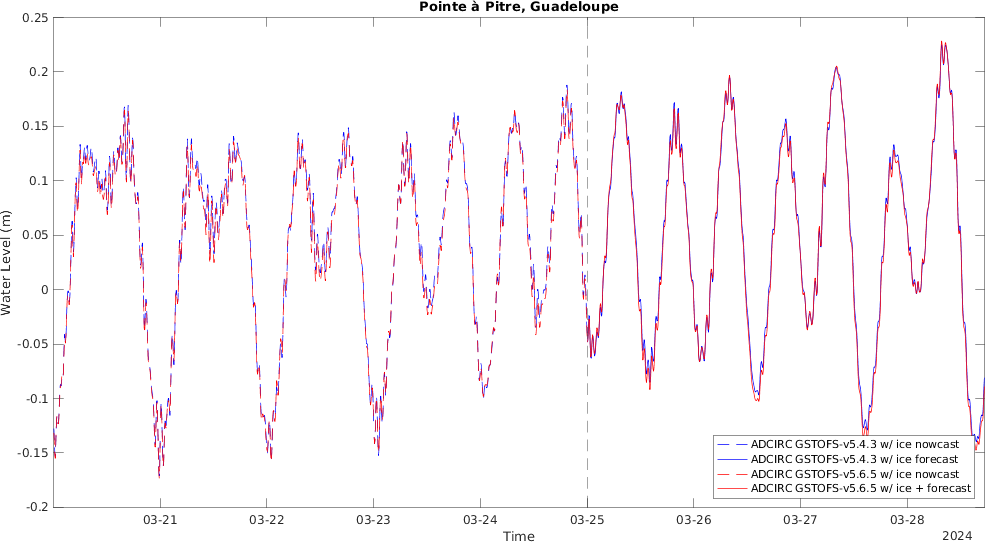 Pointe à Pitre, Guadeloupe
0.25
0.2
0.15
0.1
0.05
0
-0.05
-0.1
-0.15
-0.2
Water Level (m)
03-21 03-22 03-23 03-24 03-25 03-26 03-27 03-28
Time
2024
ADCIRC GSTOFS-v5.4.3 w/ ice nowcast
ADCIRC GSTOFS-v5.4.3 w/ ice forecast
ADCIRC GSTOFS-v5.6.5 w/ ice nowcast
ADCIRC GSTOFS-v5.6.5 w/ ice + forecast